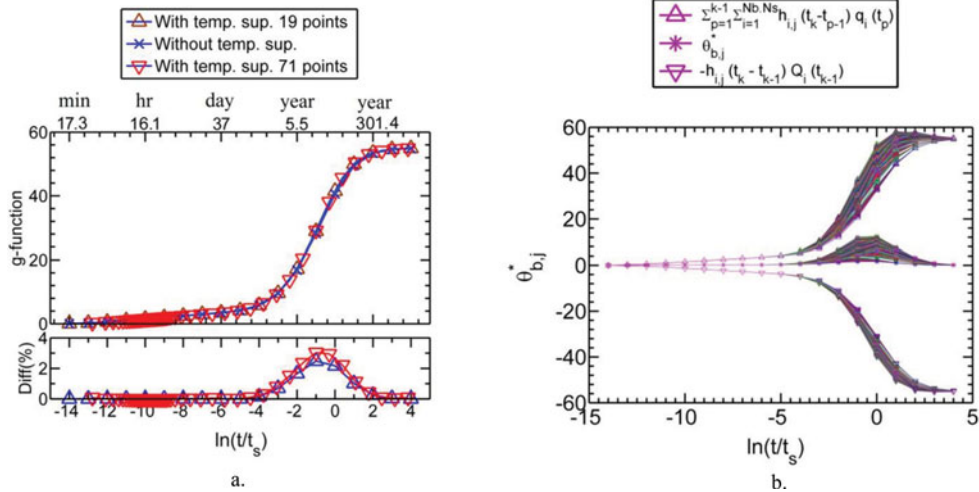 With temp. sup. 19 points
Without temp. sup.
With temp. sup. 71 points
min hr day year year
17.3 16.1 37 5.5 301.4
60
40
20
0
g-function
4
2
0
Diff(%)
-14 -12 -10 -8 -6 -4 -2 0 2 4
ln(t/t_s)
a.
Σ_{p=1}^{k-1} Σ_{i=1}^{Nb.Ns} h_{i,j} (t_k-t_{p-1}) q_i (t_p)
θ*_{b,j}
-h_{i,j} (t_k - t_{k-1}) Q_i (t_{k-1})
60
40
20
0
-20
-40
-60
θ*_{b,j}
-15 -10 -5 0 5
ln(t/t_s)
b.